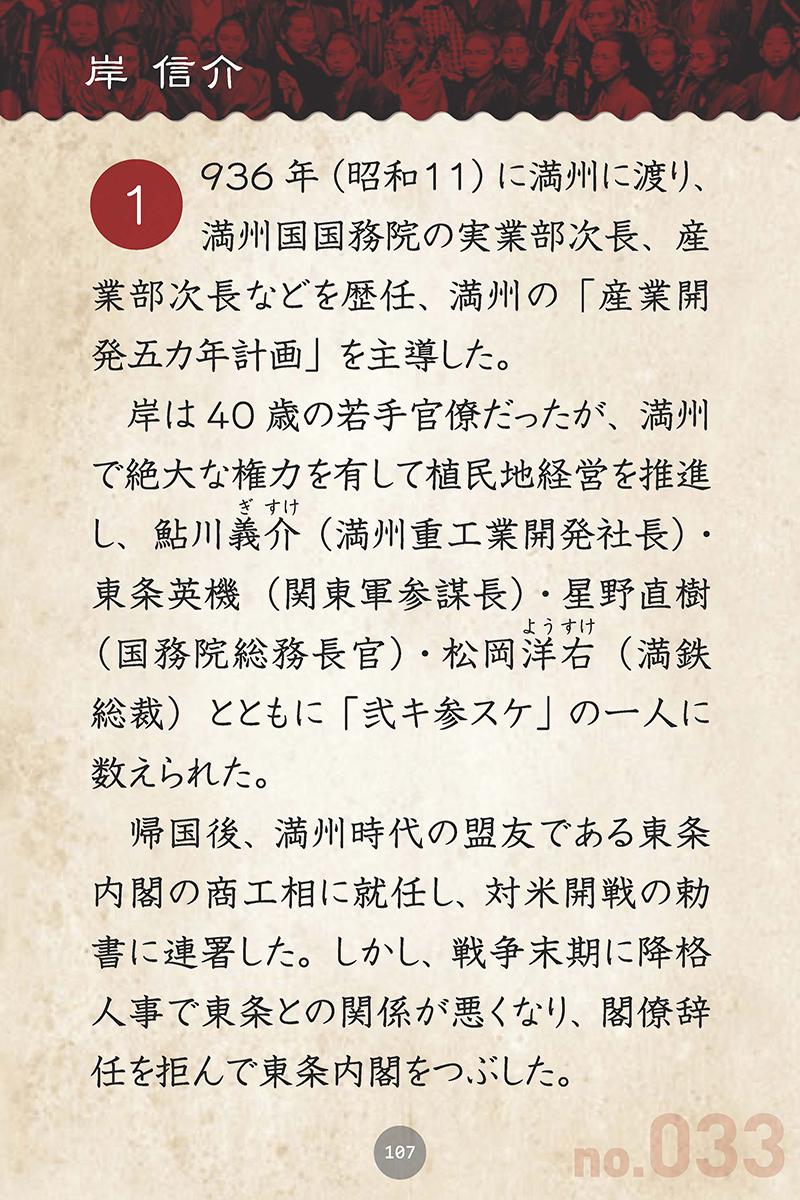 岸 信介
1936年（昭和11）に満州に渡り、
満州国国務院の実業部次長、産
業部次長などを歴任、満州の「産業開
発五カ年計画」を主導した。
岸は40歳の若手官僚だったが、満州
で絶大な権力を有して植民地経営を推進
ぎ すけ
し、鮎川義介（満州重工業開発社長）・
東条英機（関東軍参謀長）・星野直樹
よう すけ
（国務院総務長官）・松岡洋右（満鉄
総裁）とともに「弐キ参スケ」の一人に
数えられた。
帰国後、満州時代の盟友である東条
内閣の商工相に就任し、対米開戦の勅
書に連署した。しかし、戦争末期に降格
人事で東条との関係が悪くなり、閣僚辞
任を拒んで東条内閣をつぶした。
107
no.033